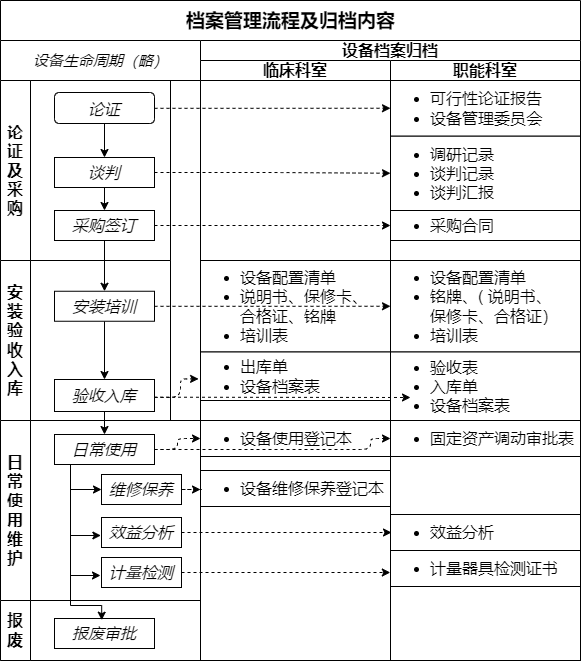 档案管理流程及归档内容
设备生命周期（略）
设备档案归档
临床科室
职能科室
论证及采购
论证
可行性论证报告
设备管理委员会
谈判
调研记录
谈判记录
谈判汇报
采购签订
采购合同
安装验收入库
安装培训
设备配置清单
说明书、保修卡、
合格证、铭牌
培训表
设备配置清单
铭牌、（说明书、
保修卡、合格证）
培训表
验收入库
出库单
设备档案表
验收表
入库单
设备档案表
日常使用维护
日常使用
设备使用登记本
固定资产调动审批表
维修保养
设备维修保养登记本
效益分析
效益分析
计量检测
计量器具检测证书
报废
报废审批